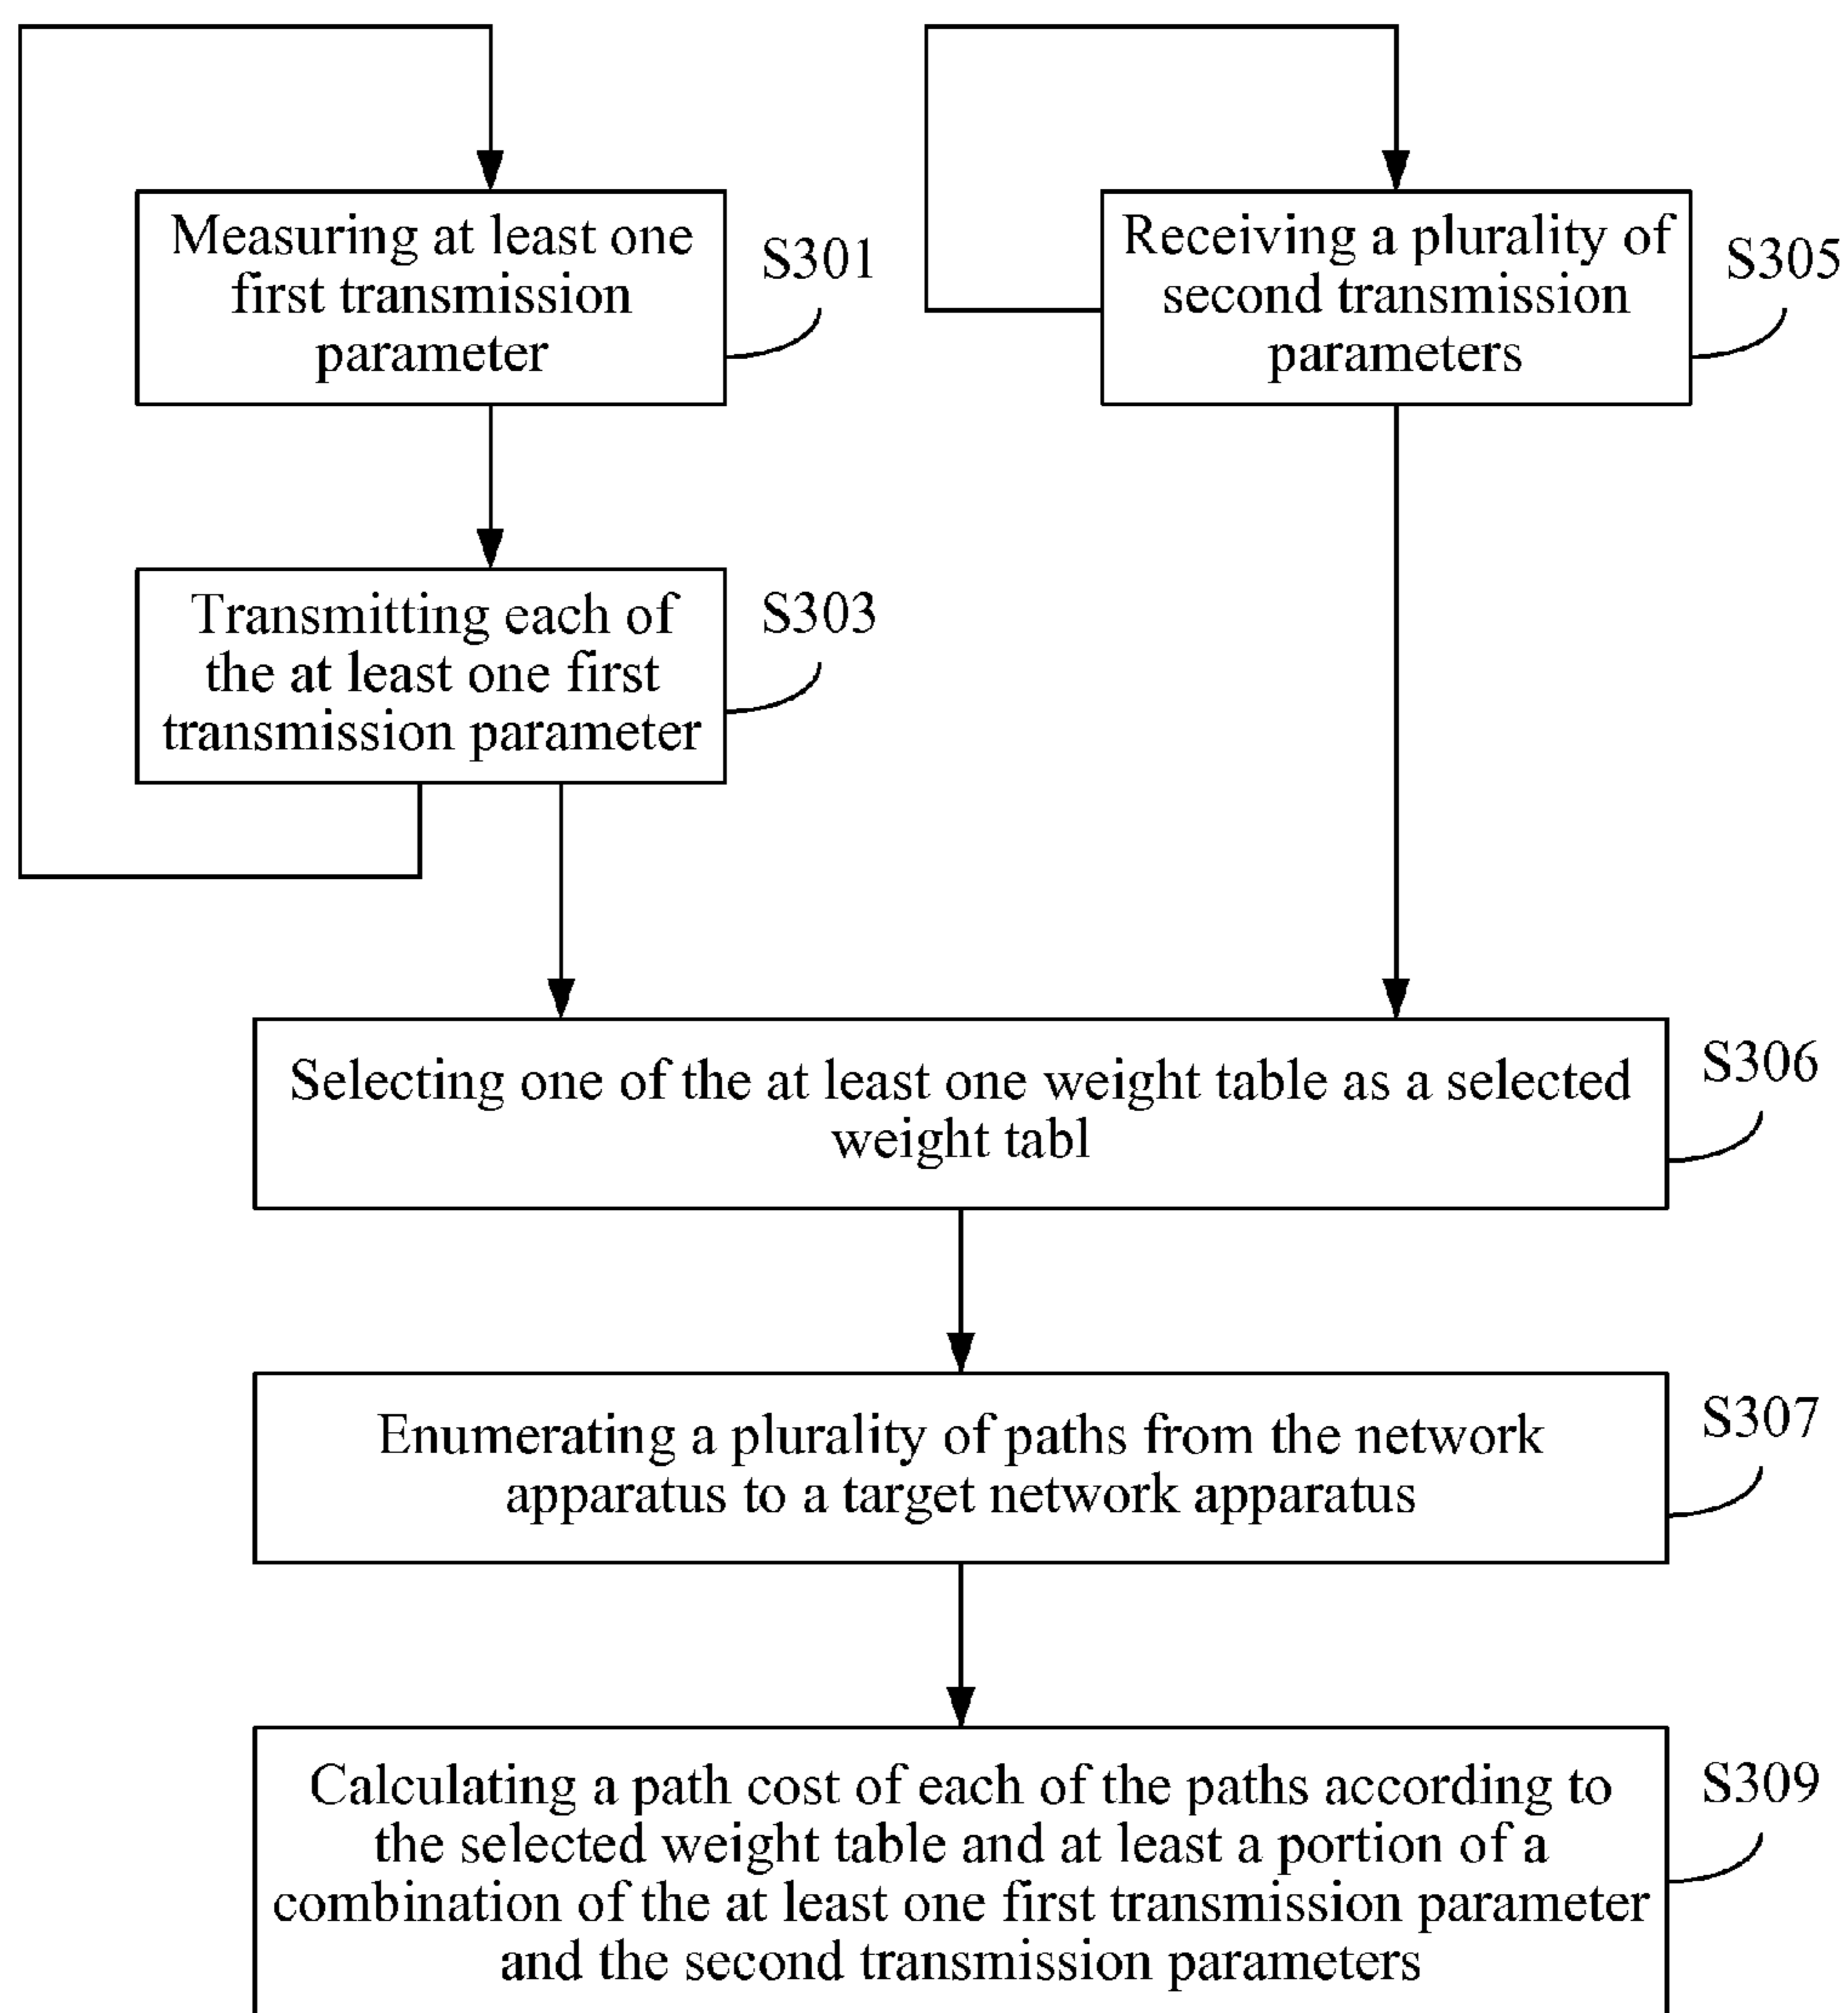 Measuring at least one
first transmission
parameter
S301
Receiving a plurality of
second transmission
parameters
S305
Transmitting each of
the at least one first
transmission parameter
S303
Selecting one of the at least one weight table as a selected
weight tabl
S306
Enumerating a plurality of paths from the network
apparatus to a target network apparatus
S307
Calculating a path cost of each of the paths according to
the selected weight table and at least a portion of a
combination of the at least one first transmission parameter
and the second transmission parameters
S309